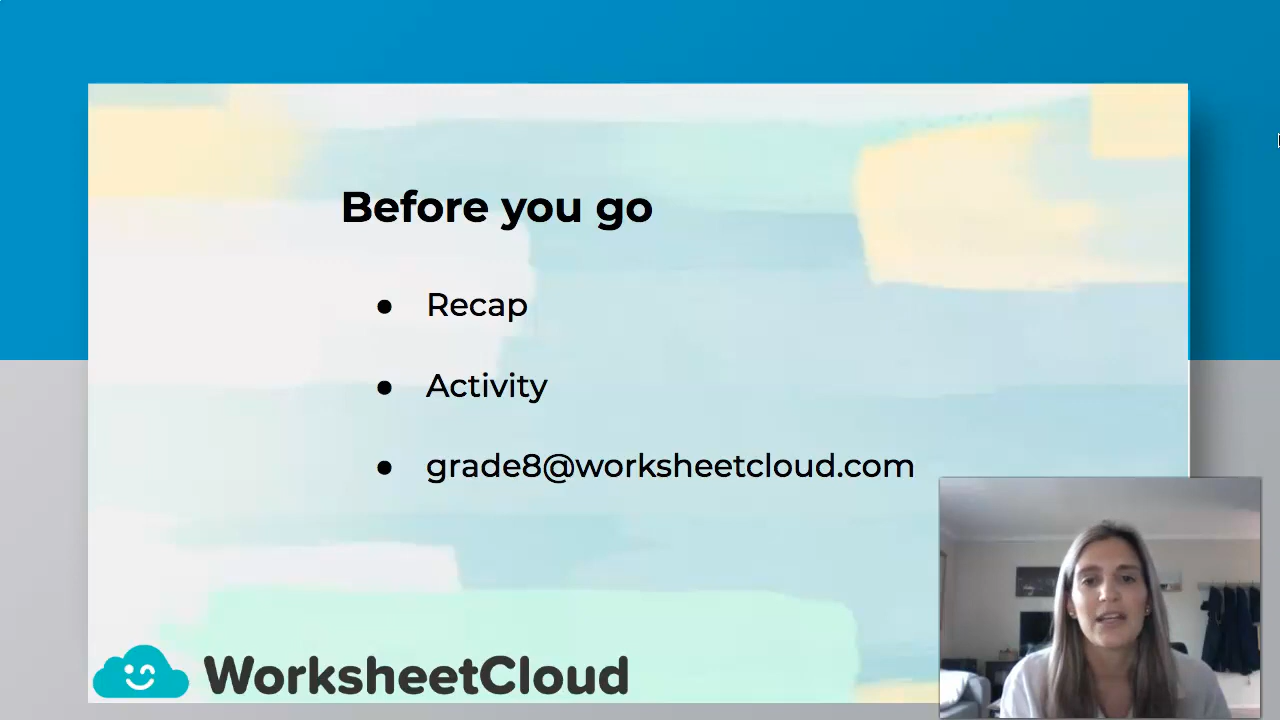 Before you go
● Recap
● Activity
● grade8@worksheetcloud.com
WorksheetCloud